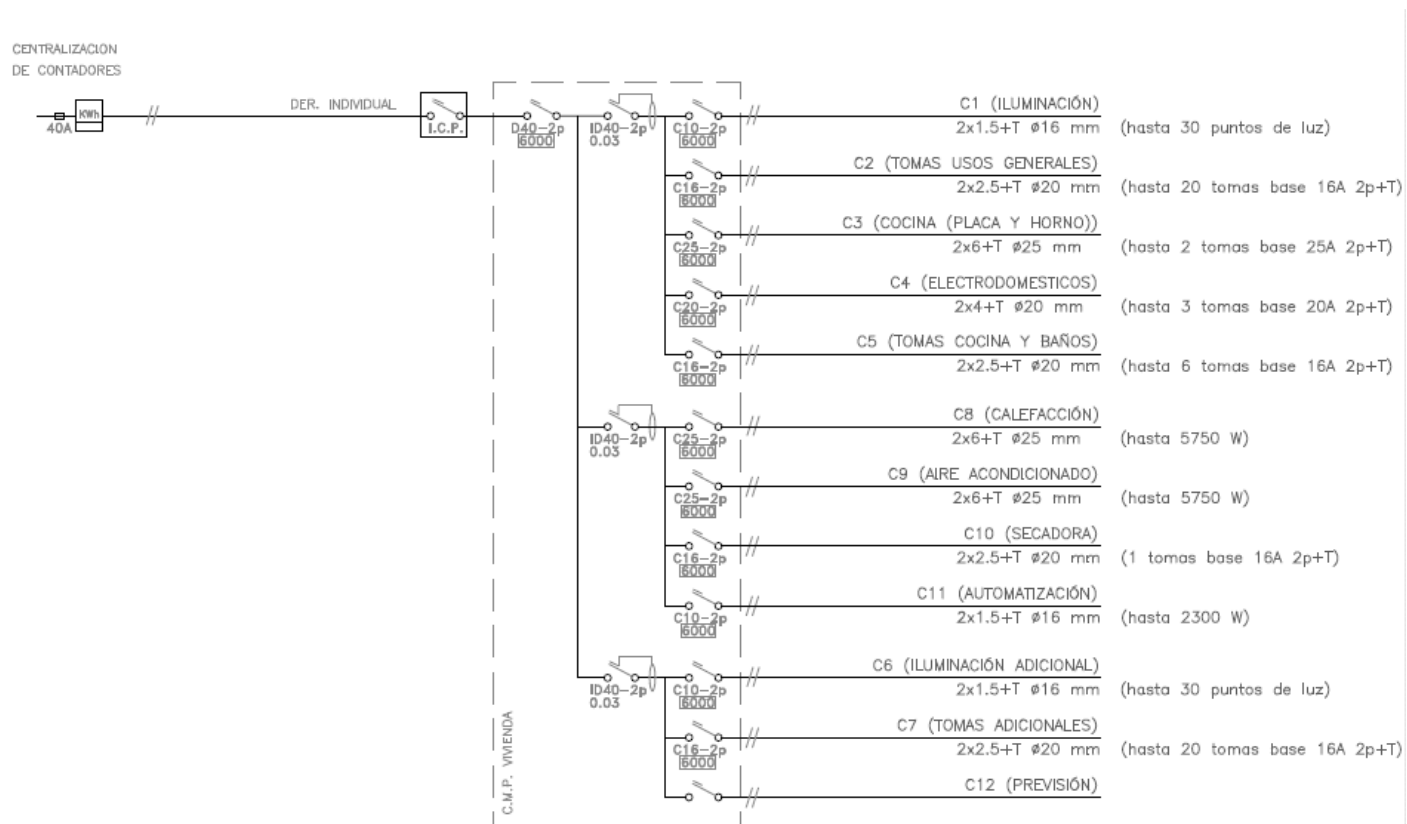 CENTRALIZACION
DE CONTADORES
40A
KWh
DER. INDIVIDUAL
I.C.P.
D40-2p
6000
ID40-2p
0.03
C10-2p
6000
C1 (ILUMINACIÓN)
2x1.5+T ø16 mm (hasta 30 puntos de luz)
C16-2p
6000
C2 (TOMAS USOS GENERALES)
2x2.5+T ø20 mm (hasta 20 tomas base 16A 2p+T)
C25-2p
6000
C3 (COCINA (PLACA Y HORNO))
2x6+T ø25 mm (hasta 2 tomas base 25A 2p+T)
C20-2p
6000
C4 (ELECTRODOMESTICOS)
2x4+T ø20 mm (hasta 3 tomas base 20A 2p+T)
C16-2p
6000
C5 (TOMAS COCINA Y BAÑOS)
2x2.5+T ø20 mm (hasta 6 tomas base 16A 2p+T)
ID40-2p
0.03
C25-2p
6000
C8 (CALEFACCIÓN)
2x6+T ø25 mm (hasta 5750 W)
C25-2p
6000
C9 (AIRE ACONDICIONADO)
2x6+T ø25 mm (hasta 5750 W)
C16-2p
6000
C10 (SECADORA)
2x2.5+T ø20 mm (1 tomas base 16A 2p+T)
C10-2p
6000
C11 (AUTOMATIZACIÓN)
2x1.5+T ø16 mm (hasta 2300 W)
ID40-2p
0.03
C10-2p
6000
C6 (ILUMINACIÓN ADICIONAL)
2x1.5+T ø16 mm (hasta 30 puntos de luz)
C16-2p
6000
C7 (TOMAS ADICIONALES)
2x2.5+T ø20 mm (hasta 20 tomas base 16A 2p+T)
C12 (PREVISIÓN)
C.M.P. VIVIENDA